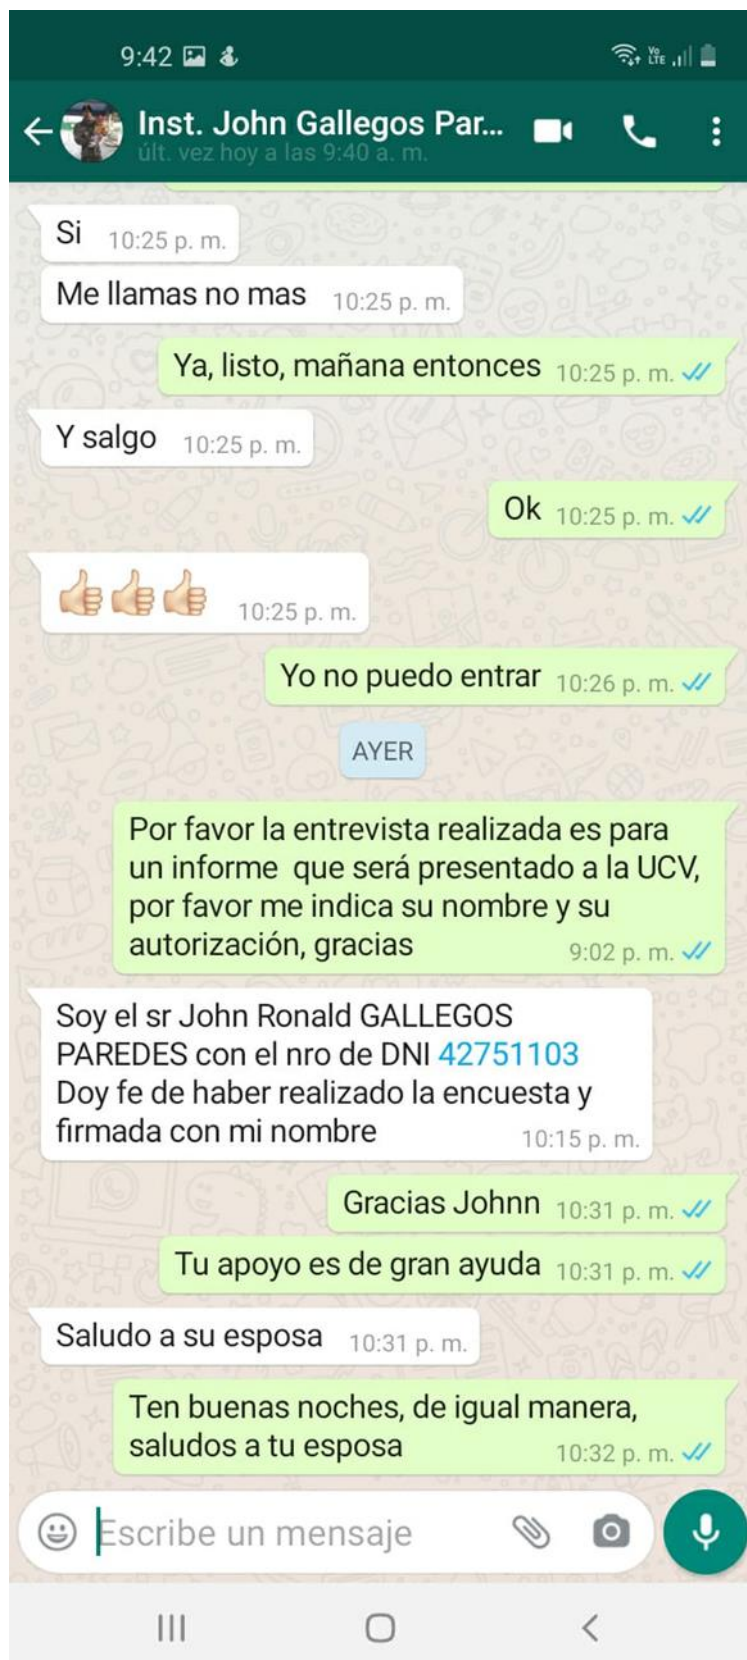 9:42
Vo
LTE
Inst. John Gallegos Par...
últ. vez hoy a las 9:40 a. m.
Si 10:25 p. m.
Me llamas no mas 10:25 p. m.
Ya, listo, mañana entonces 10:25 p. m.
Y salgo 10:25 p. m.
Ok 10:25 p. m.
👍🏻👍🏻👍🏻 10:25 p. m.
Yo no puedo entrar 10:26 p. m.
AYER
Por favor la entrevista realizada es para
un informe que será presentado a la UCV,
por favor me indica su nombre y su
autorización, gracias 9:02 p. m.
Soy el sr John Ronald GALLEGOS
PAREDES con el nro de DNI 42751103
Doy fe de haber realizado la encuesta y
firmada con mi nombre 10:15 p. m.
Gracias Johnn 10:31 p. m.
Tu apoyo es de gran ayuda 10:31 p. m.
Saludo a su esposa 10:31 p. m.
Ten buenas noches, de igual manera,
saludos a tu esposa 10:32 p. m.
Escribe un mensaje